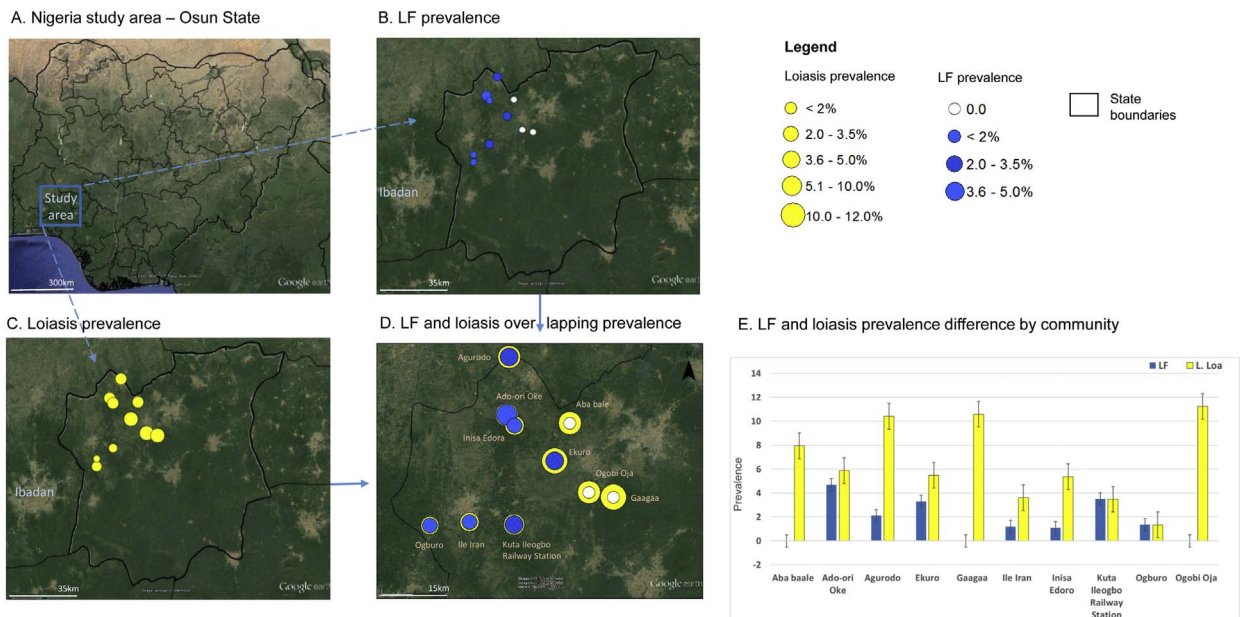 A. Nigeria study area – Osun State
Study
area
300km
Google earth
B. LF prevalence
Ibadan
35km
Google earth
Legend
Loiasis prevalence
< 2%
2.0 - 3.5%
3.6 - 5.0%
5.1 - 10.0%
10.0 - 12.0%
LF prevalence
0.0
< 2%
2.0 - 3.5%
3.6 - 5.0%
State
boundaries
C. Loiasis prevalence
Ibadan
35km
Google earth
D. LF and loiasis over lapping prevalence
Agurodo
Ado-ori Oke
Aba bale
Inisa Edora
Ekuro
Ogobi Oja
Gaagaa
Ogburo
Ile Iran
Kuta Ileogbo
Railway Station
15km
Google earth
E. LF and loiasis prevalence difference by community
LF
L. Loa
Prevalence
14
12
10
8
6
4
2
0
-2
Aba baale
Ado-ori
Oke
Agurodo
Ekuro
Gaagaa
Ile Iran
Inisa
Edoro
Kuta
Ileogbo
Railway
Station
Ogburo
Ogobi Oja